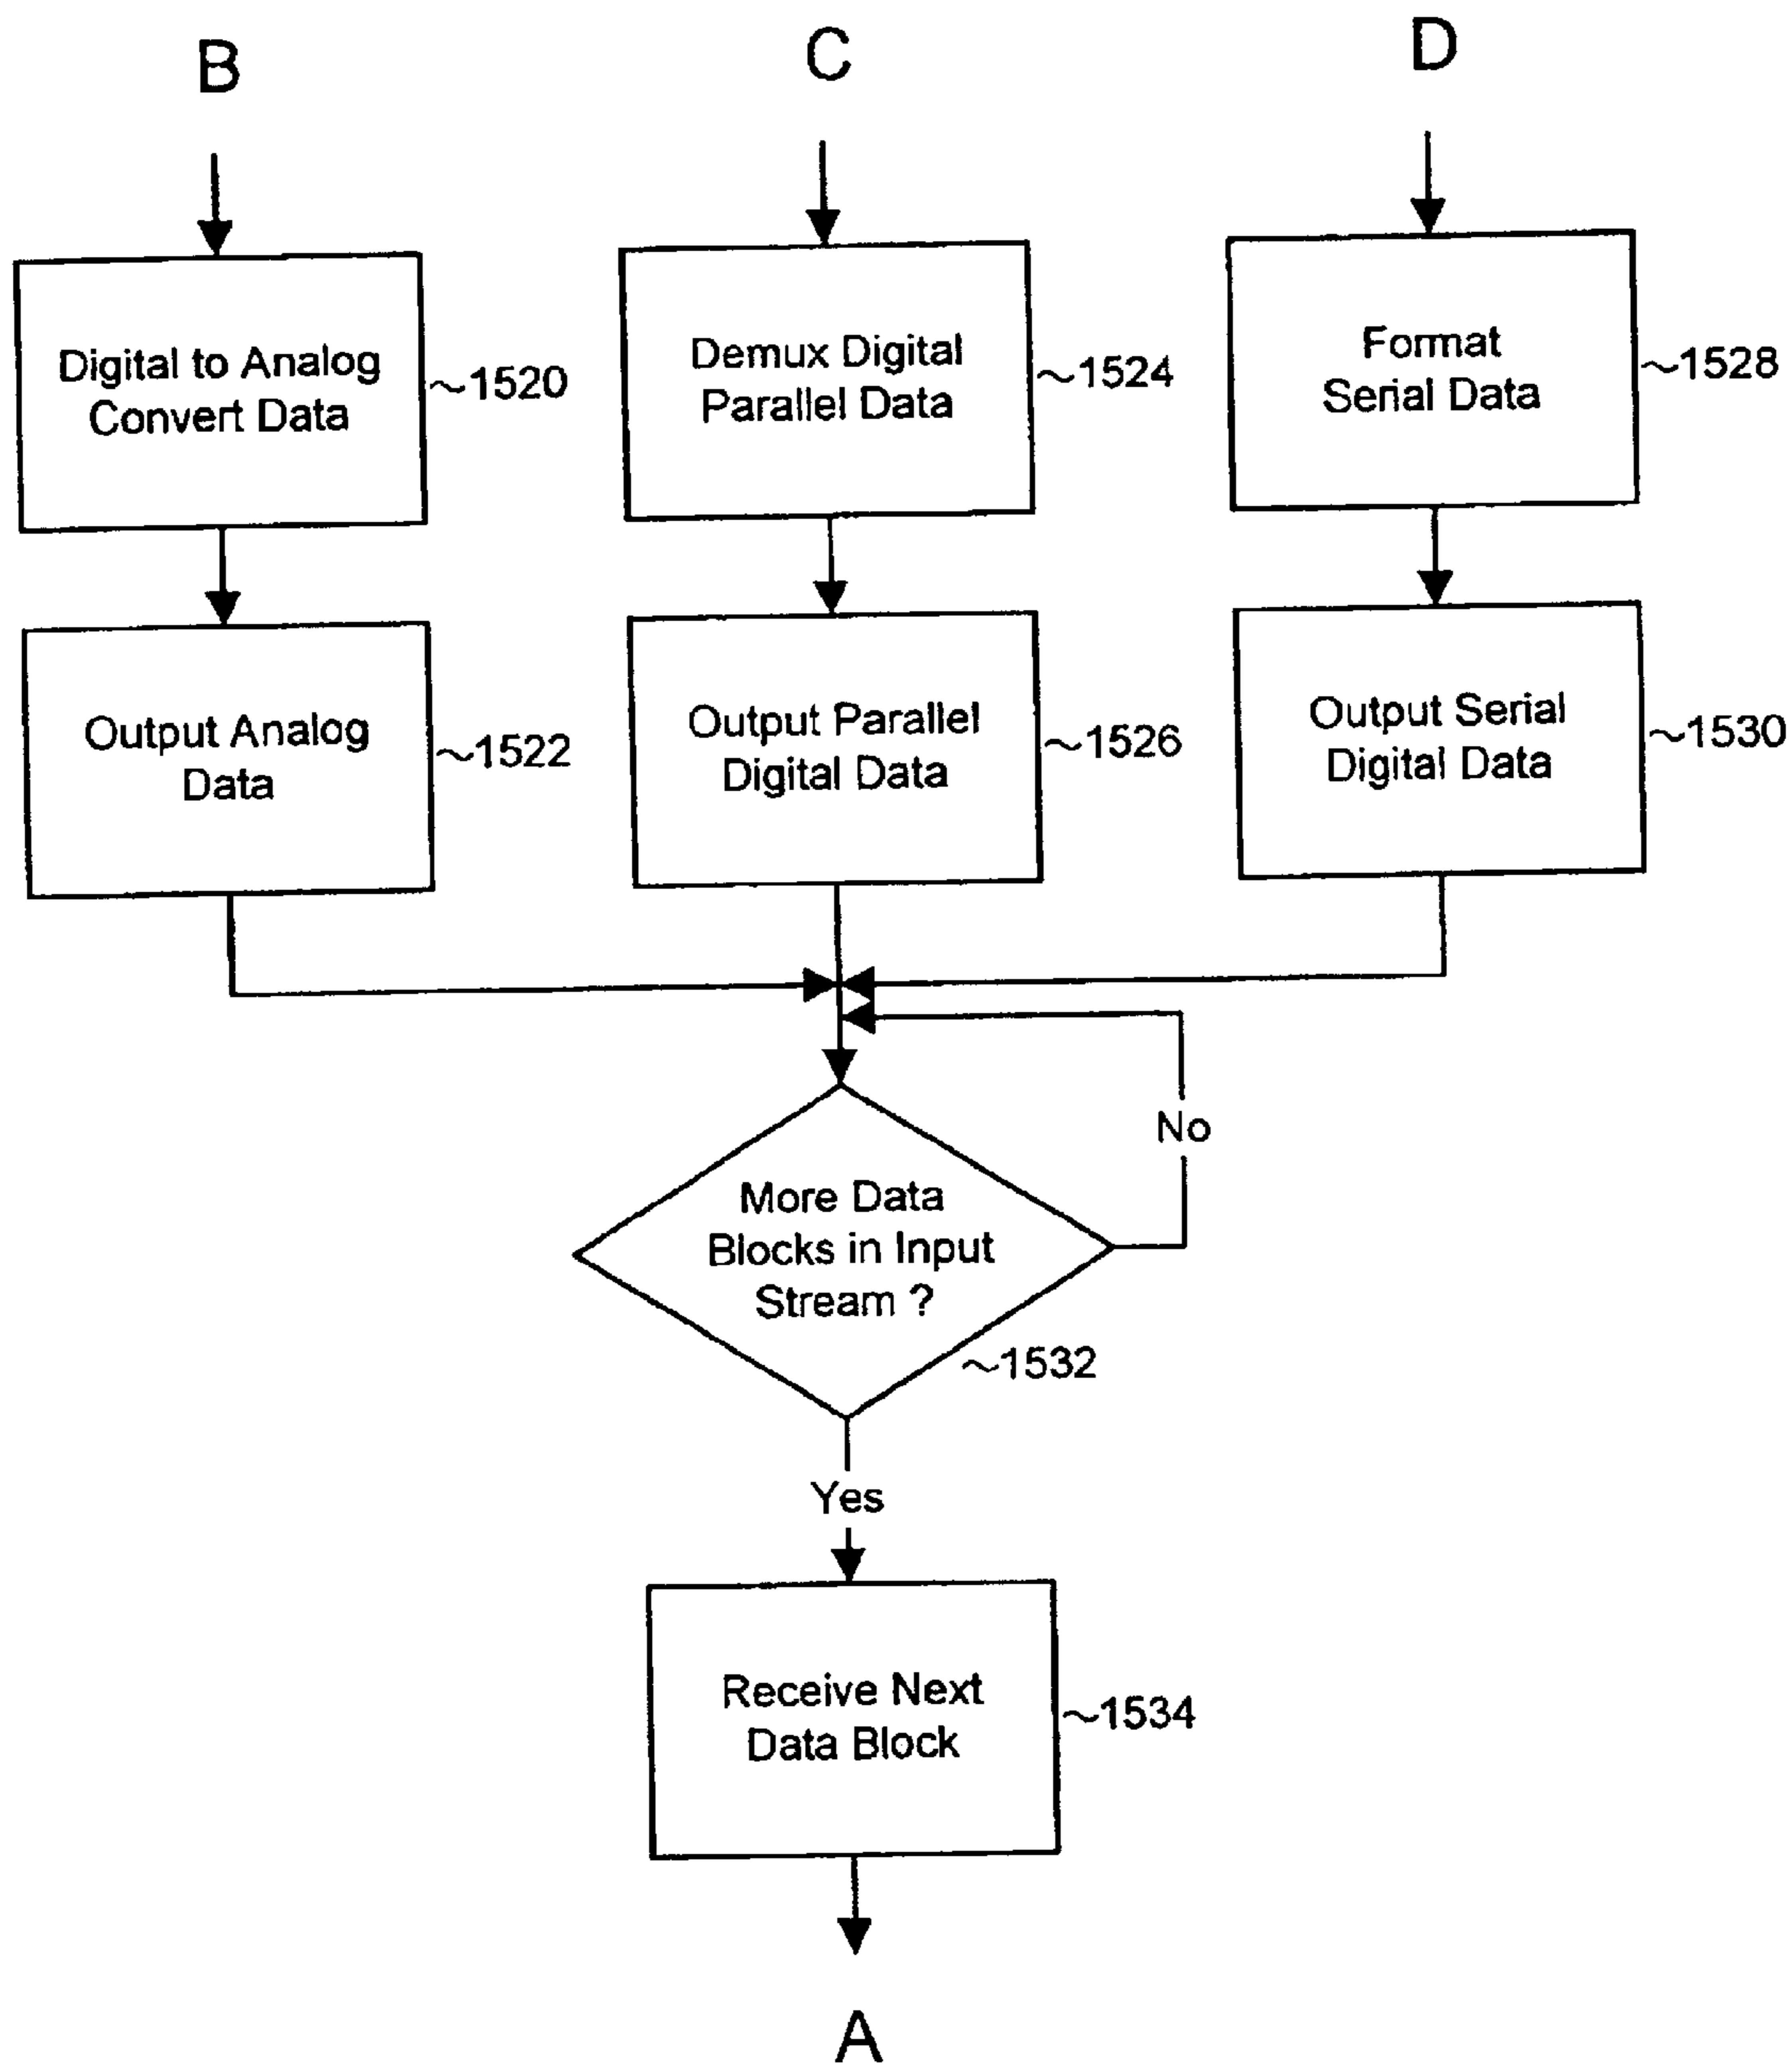 B
C
D
Digital to Analog
Convert Data
~1520
Demux Digital
Parallel Data
~1524
Format
Serial Data
~1528
Output Analog
Data
~1522
Output Parallel
Digital Data
~1526
Output Serial
Digital Data
~1530
No
More Data
Blocks in Input
Stream ?
~1532
Yes
Receive Next
Data Block
~1534
A